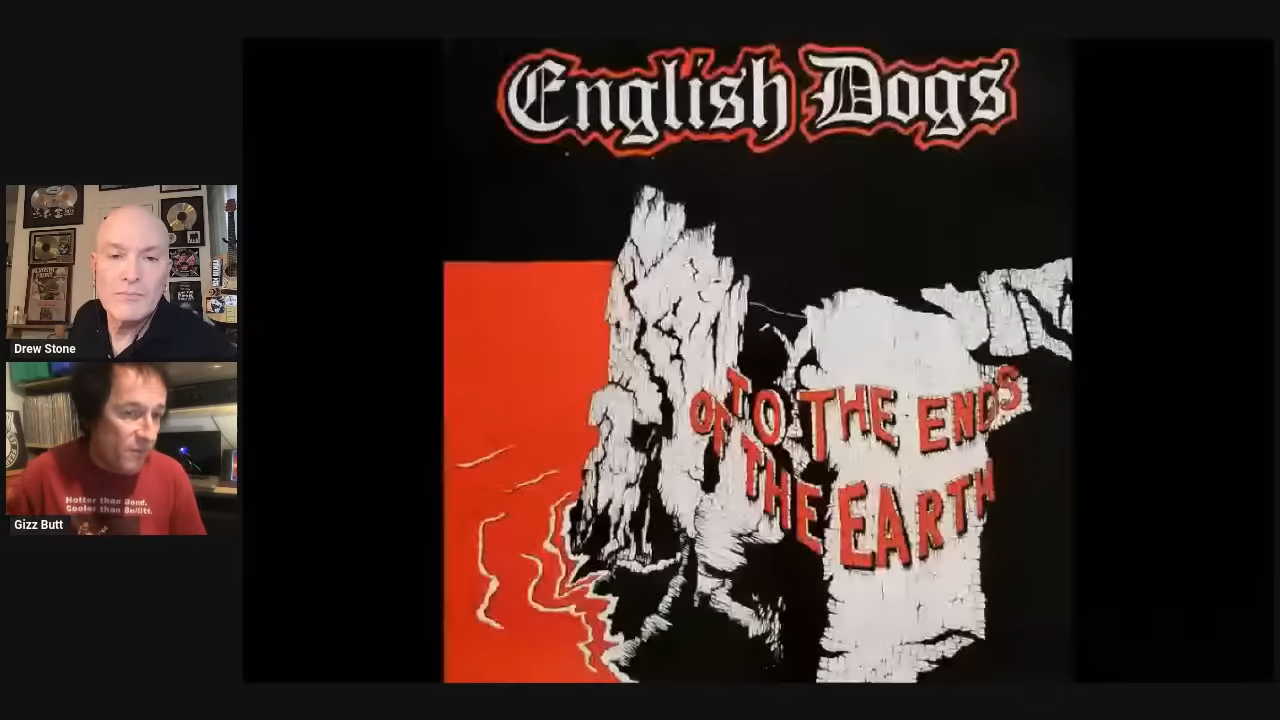 English Dogs
TO THE ENDS
OF THE EARTH
Drew Stone
Hotter than Bond.
Cooler than Bullitt.
Gizz Butt